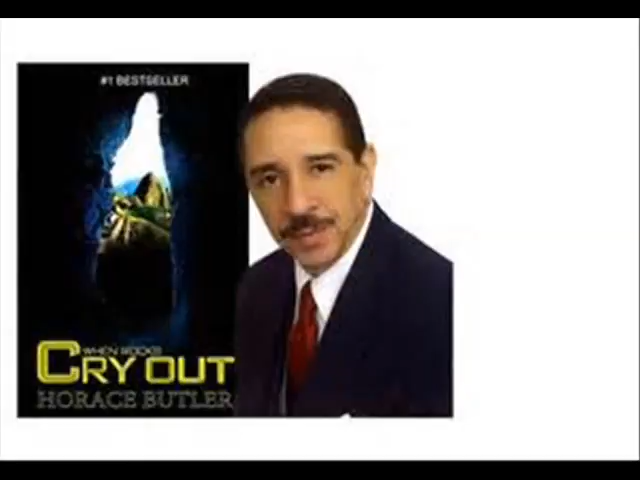 #1 BESTSELLER
WHEN ROCKS
CRY OUT
HORACE BUTLER